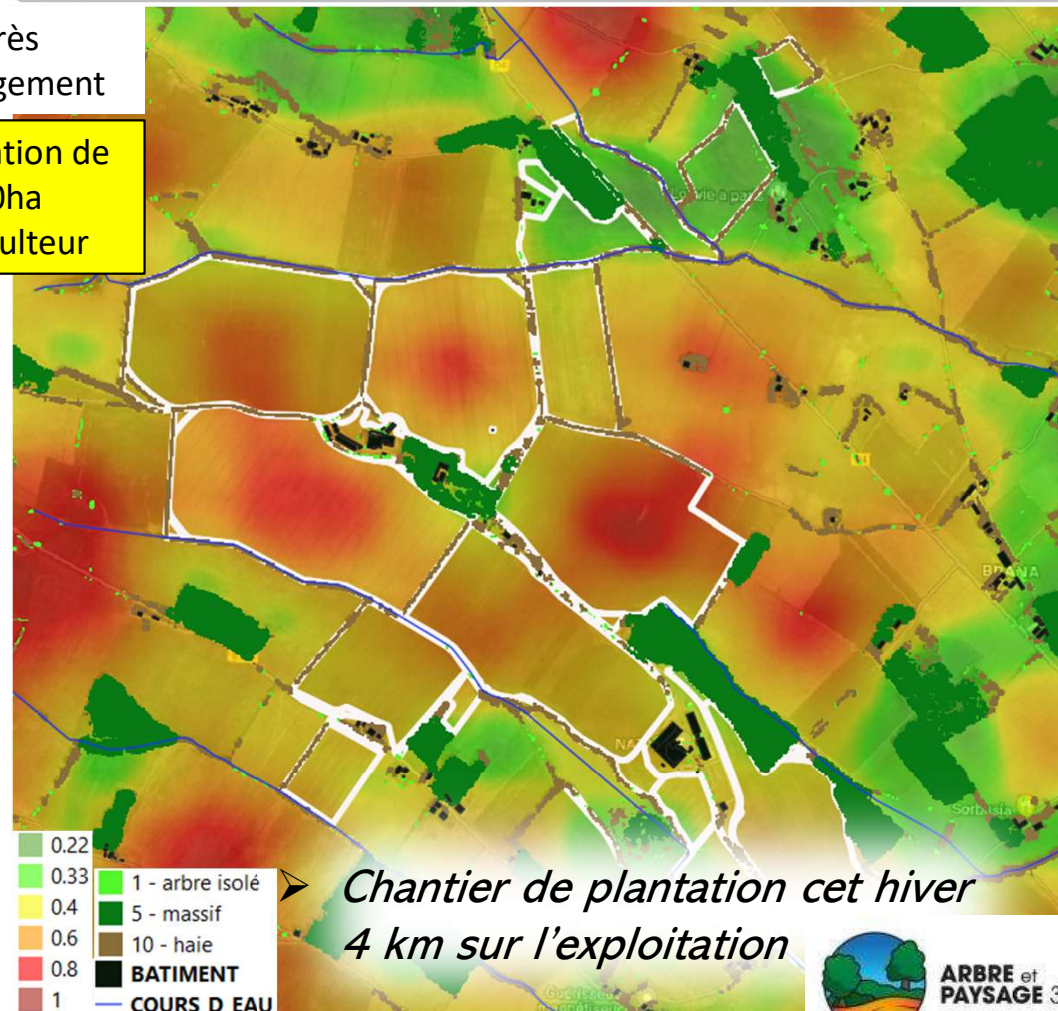 rès
gement
ation de
0ha
ulteur
BRANA
0.22
0.33
0.4
0.6
0.8
1
1 - arbre isolé
5 - massif
10 - haie
BATIMENT
COURS D EAU
➢ Chantier de plantation cet hiver
4 km sur l'exploitation
ARBRE et
PAYSAGE 3